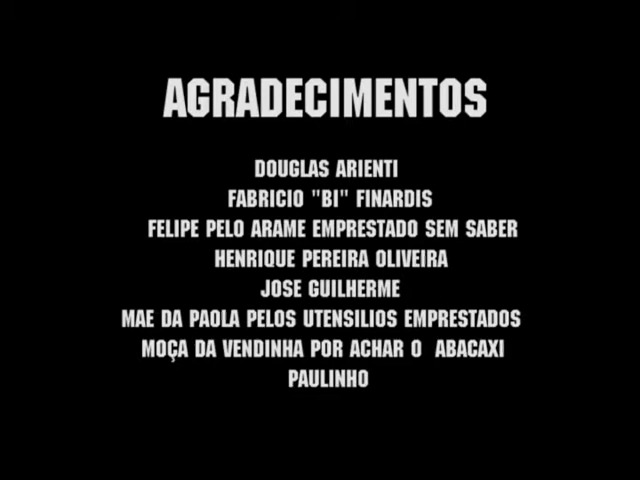 AGRADECIMENTOS
DOUGLAS ARIENTI
FABRICIO "BI" FINARDIS
FELIPE PELO ARAME EMPRESTADO SEM SABER
HENRIQUE PEREIRA OLIVEIRA
JOSE GUILHERME
MAE DA PAOLA PELOS UTENSILIOS EMPRESTADOS
MOÇA DA VENDINHA POR ACHAR O ABACAXI
PAULINHO